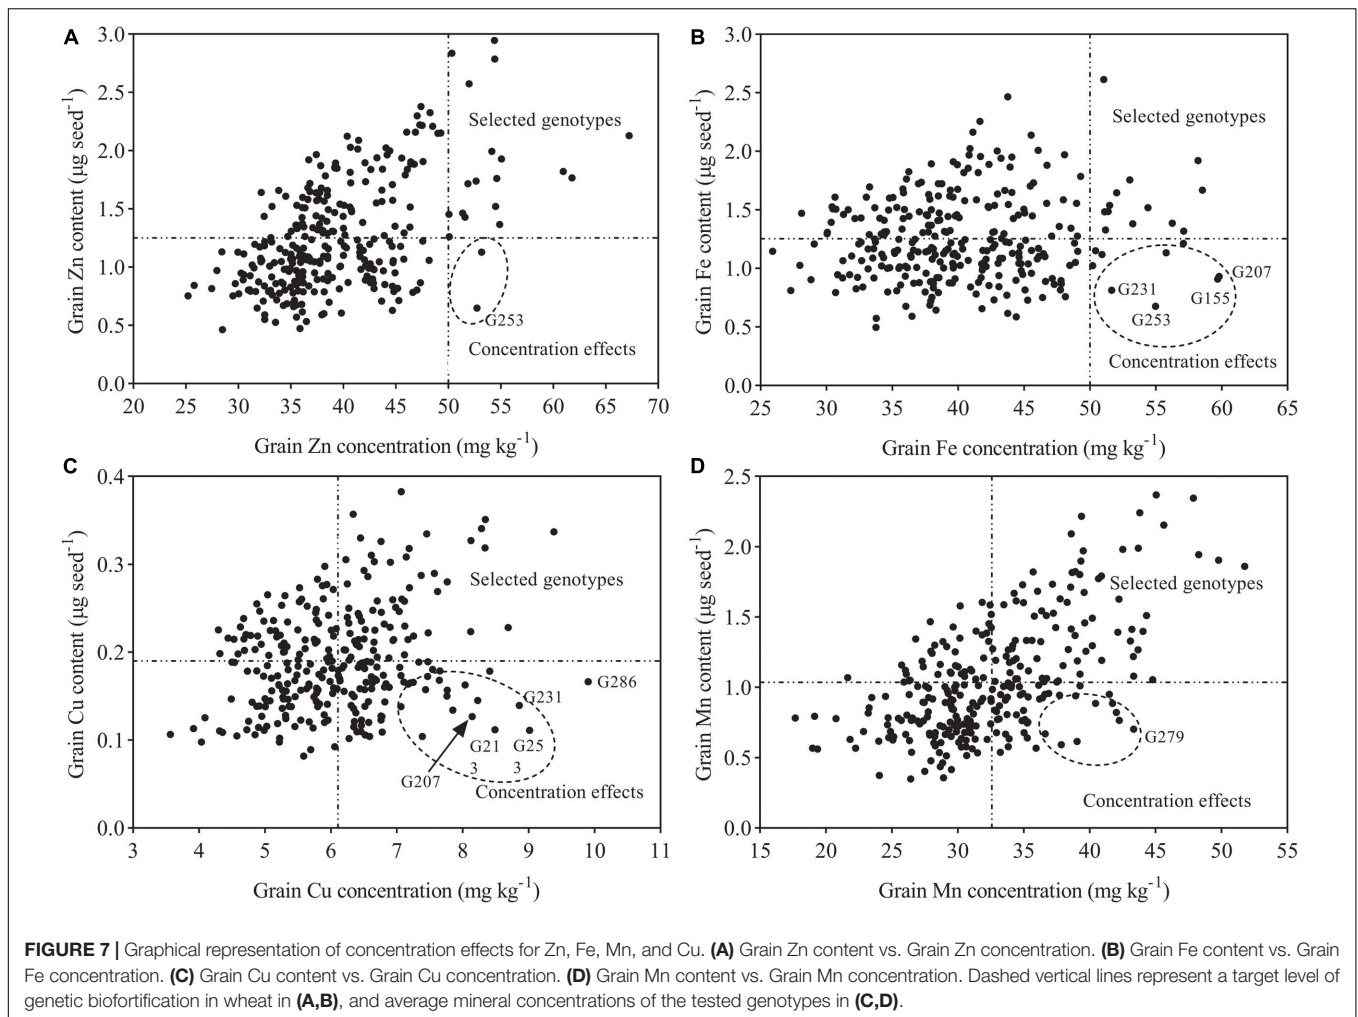 A
3.0
2.5
2.0
1.5
1.0
0.5
0.0
Grain Zn content (µg seed-1)
Selected genotypes
G253
Concentration effects
20 25 30 35 40 45 50 55 60 65 70
Grain Zn concentration (mg kg-1)
B
3.0
2.5
2.0
1.5
1.0
0.5
0.0
Grain Fe content (µg seed-1)
Selected genotypes
G207
G231
G155
G253
Concentration effects
25 30 35 40 45 50 55 60 65
Grain Fe concentration (mg kg-1)
C
0.4
0.3
0.2
0.1
0.0
Grain Cu content (µg seed-1)
Selected genotypes
G286
G231
G21 G25
3 3
G207
Concentration effects
3 4 5 6 7 8 9 10 11
Grain Cu concentration (mg kg-1)
D
2.5
2.0
1.5
1.0
0.5
0.0
Grain Mn content (µg seed-1)
Selected genotypes
G279
Concentration effects
15 20 25 30 35 40 45 50 55
Grain Mn concentration (mg kg-1)
FIGURE 7 | Graphical representation of concentration effects for Zn, Fe, Mn, and Cu. (A) Grain Zn content vs. Grain Zn concentration. (B) Grain Fe content vs. Grain
Fe concentration. (C) Grain Cu content vs. Grain Cu concentration. (D) Grain Mn content vs. Grain Mn concentration. Dashed vertical lines represent a target level of
genetic biofortification in wheat in (A,B), and average mineral concentrations of the tested genotypes in (C,D).